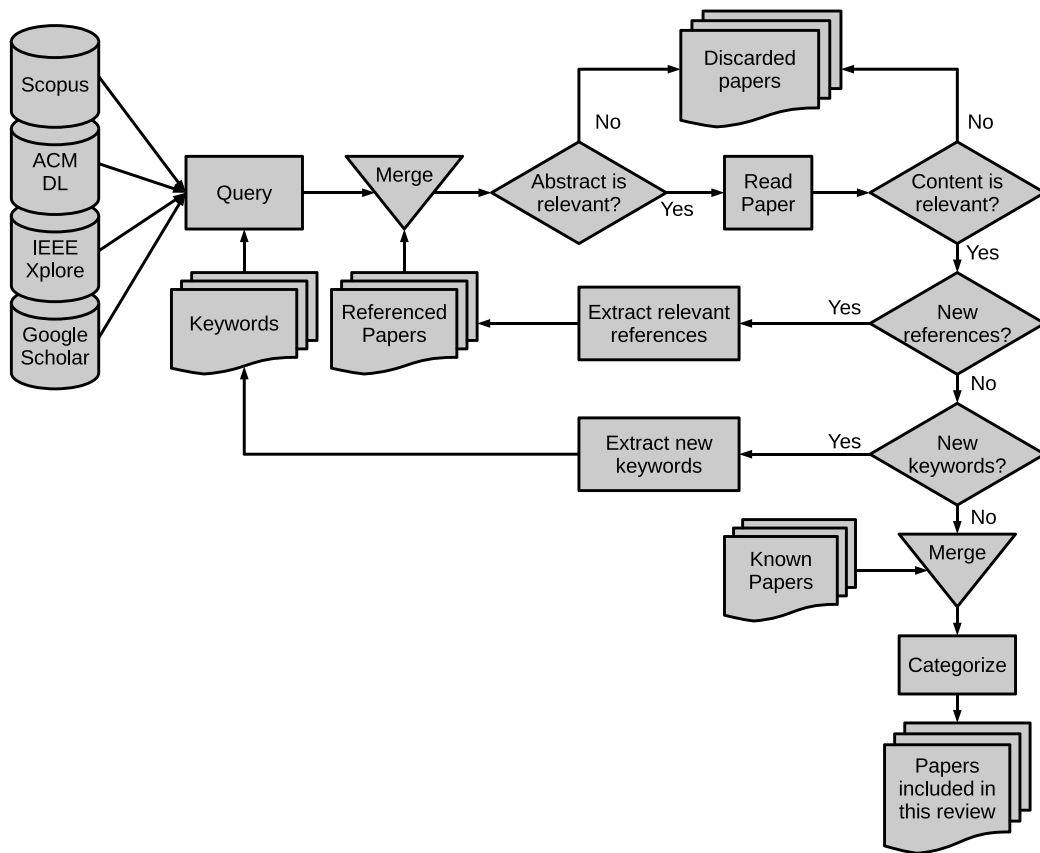 Scopus
ACM
DL
IEEE
Xplore
Google
Scholar
Query
Keywords
Merge
Referenced
Papers
Abstract is
relevant?
No
Yes
Discarded
papers
Read
Paper
Content is
relevant?
No
Yes
New
references?
Yes
No
Extract relevant
references
New
keywords?
Yes
No
Extract new
keywords
Known
Papers
Merge
Categorize
Papers
included in
this review